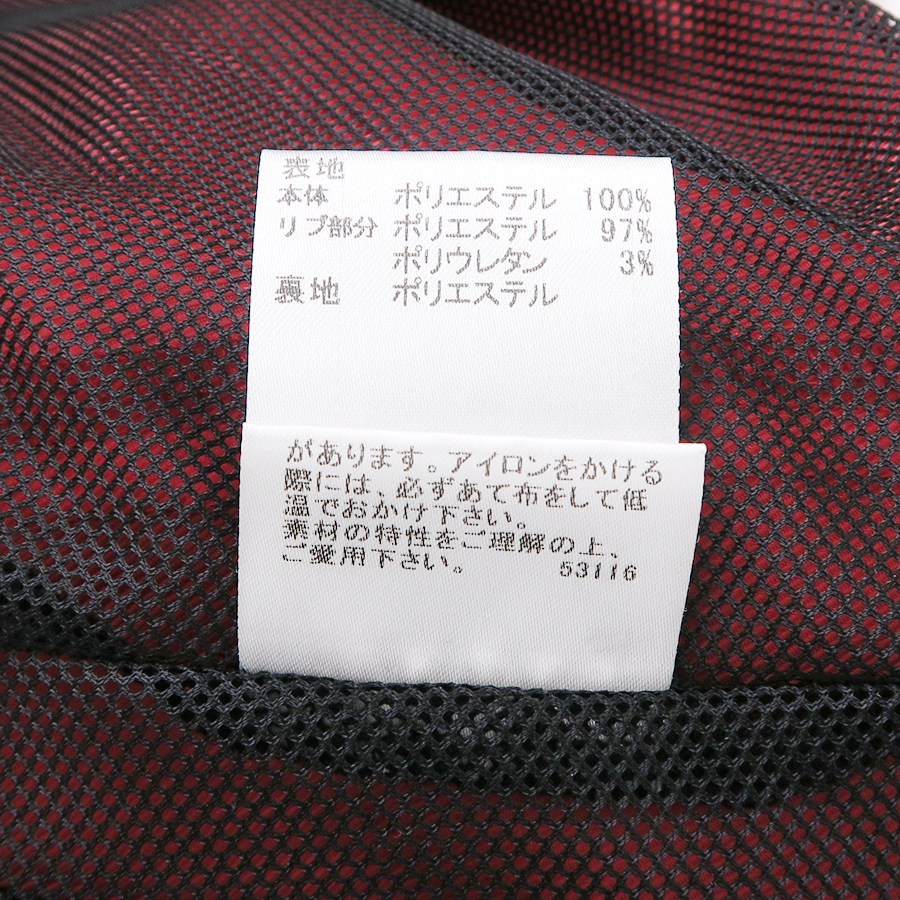 表地
本体 ポリエステル 100%
リブ部分 ポリエステル 97%
ポリウレタン 3%
裏地 ポリエステル
があります。アイロンをかける
際には、必ずあて布をして低
温でおかけ下さい。
素材の特性をご理解の上、
ご愛用下さい。 53116